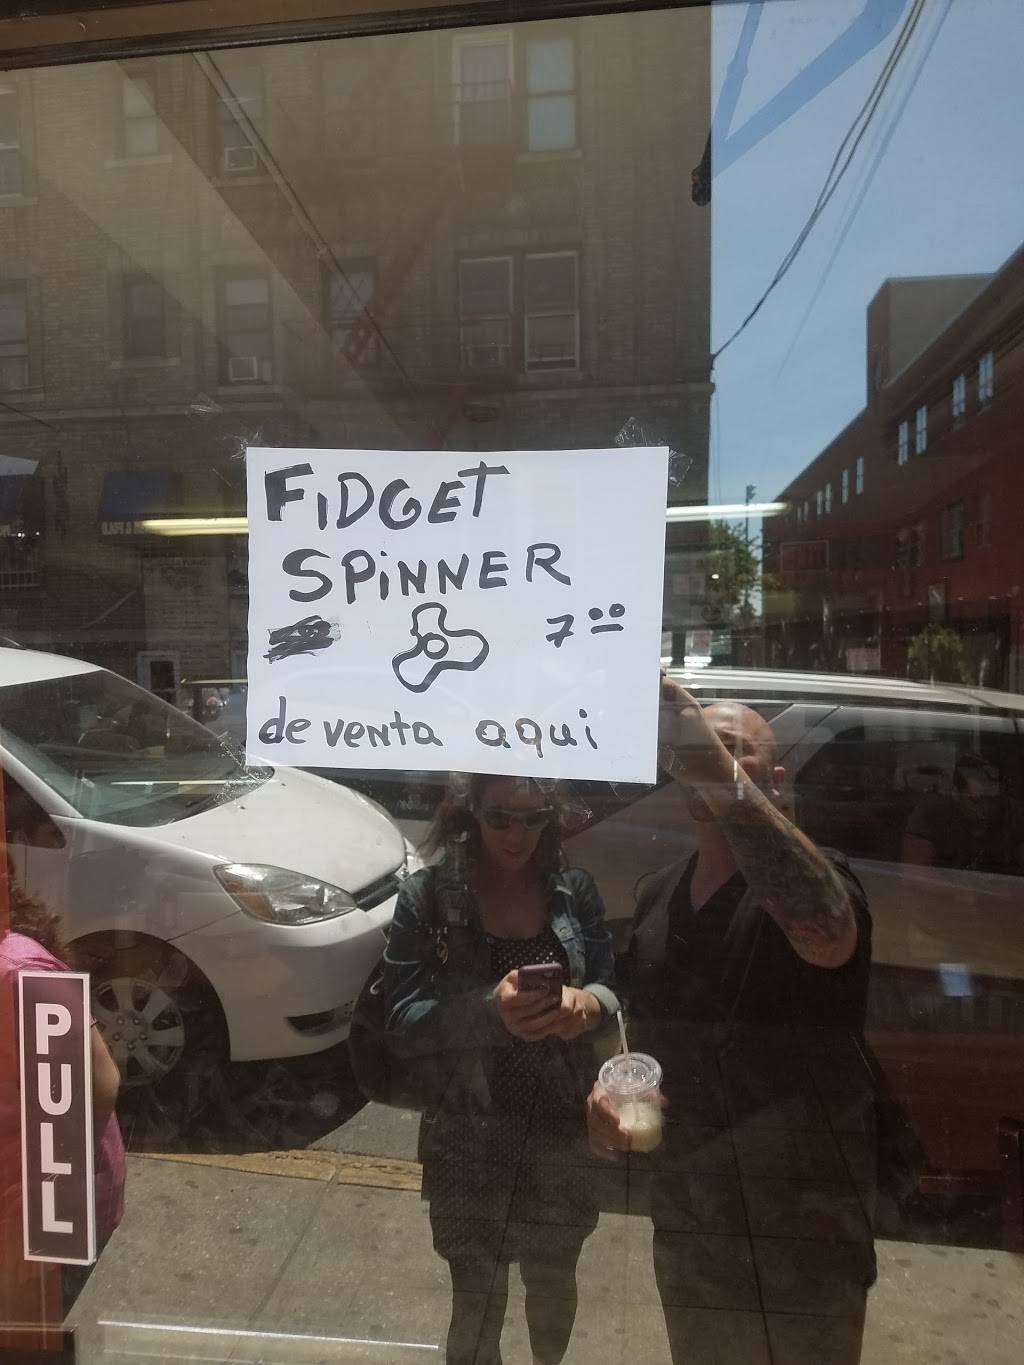 FIDGET
SPiNNER
7.00
de venta aqui
PULL